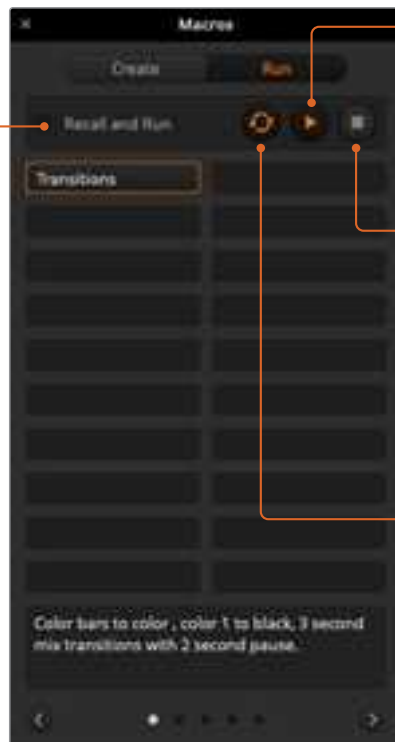 Macros
Create
Run
Recall and Run
Transitions
Color bars to color , color 1 to black, 3 second
mix transitions with 2 second pause.